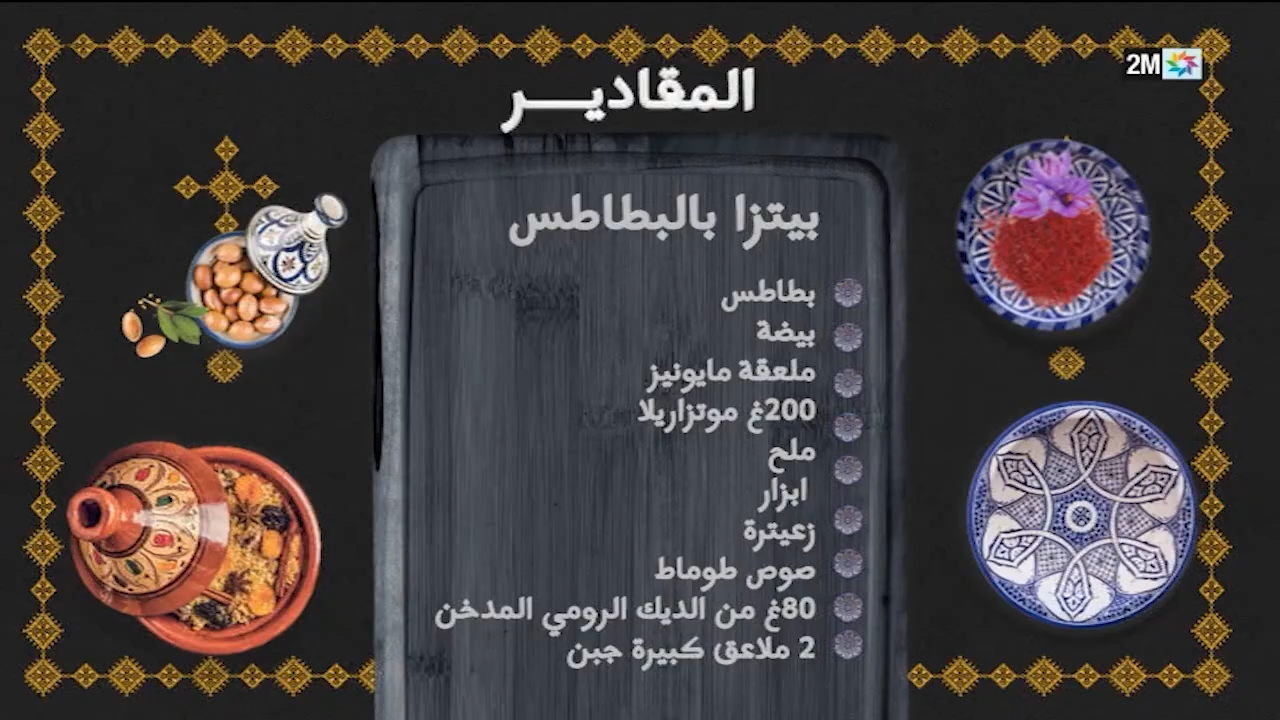 2M
المقاديـــر
بيتزا بالبطاطس
بطاطس
بيضة
ملعقة مايونيز
200غ موتزاريلا
ملح
ابزار
زعيترة
صوص طوماط
80غ من الديك الرومي المدخن
2 ملاعق كبيرة جبن